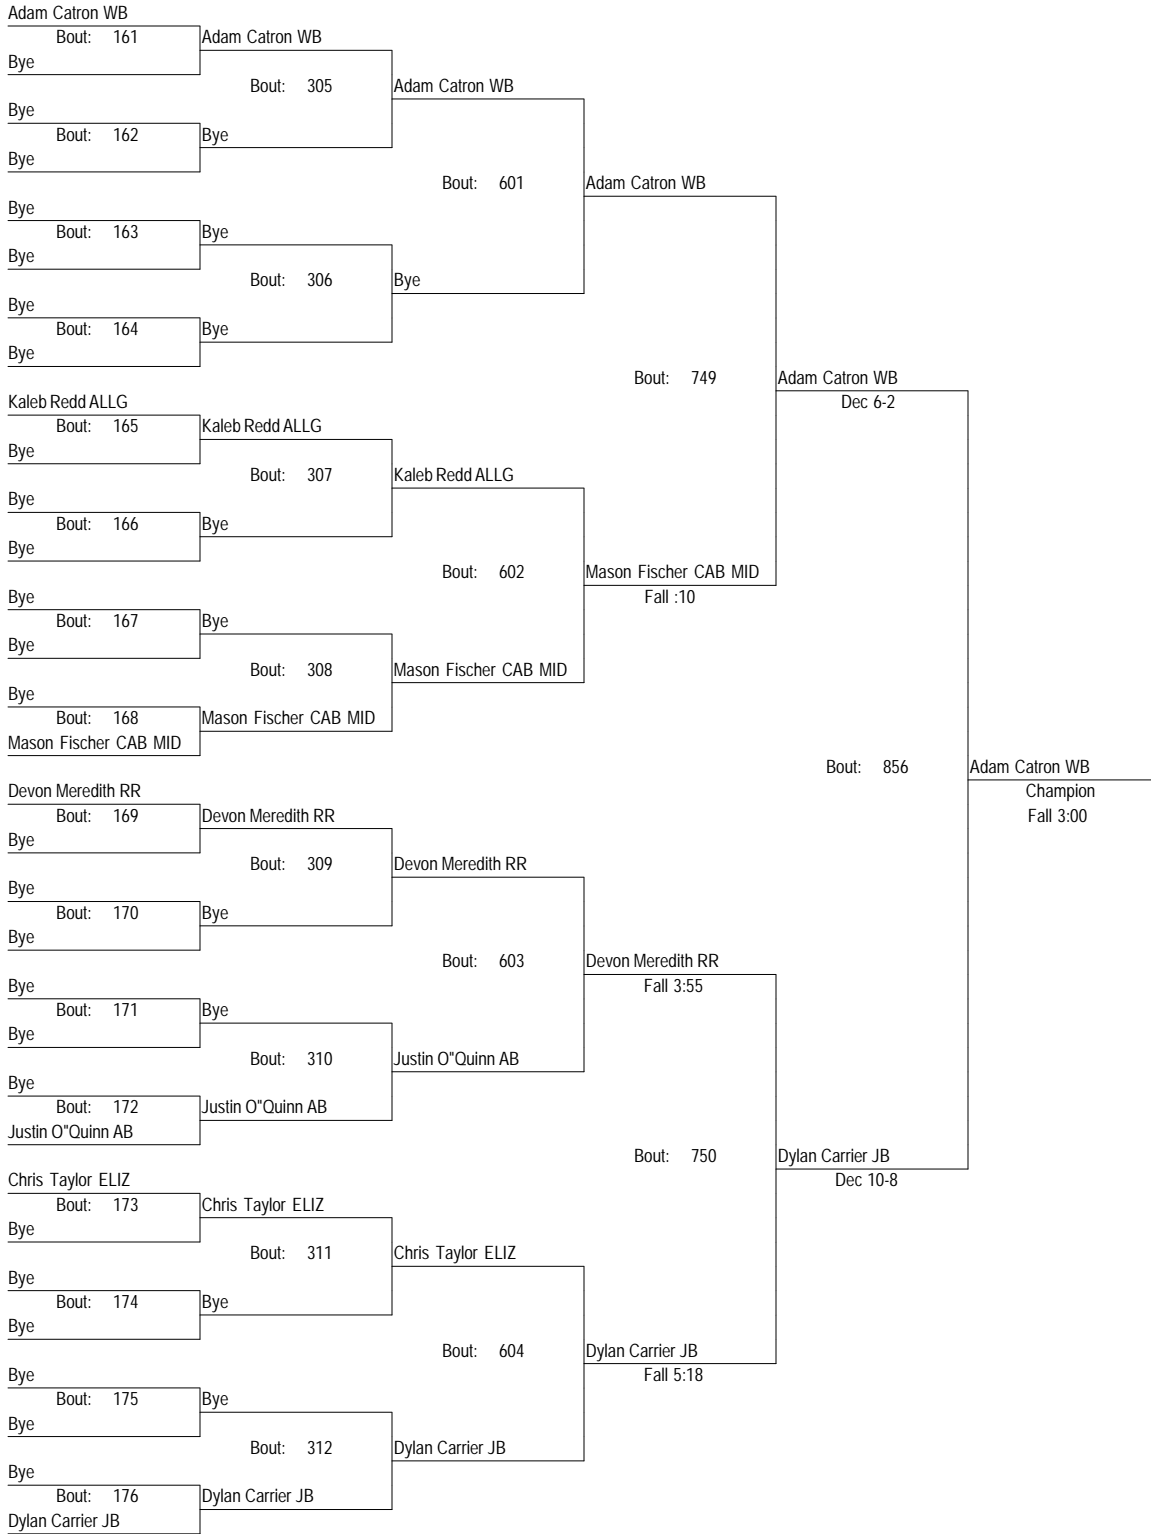 Adam Catron WB
Bout: 161 Adam Catron WB
Bye
Bout: 305 Adam Catron WB
Bye
Bout: 162 Bye
Bye
Bout: 601 Adam Catron WB
Bye
Bout: 163 Bye
Bye
Bout: 306 Bye
Bye
Bout: 164 Bye
Bye
Bout: 749 Adam Catron WB
Dec 6-2
Kaleb Redd ALLG
Bout: 165 Kaleb Redd ALLG
Bye
Bout: 307 Kaleb Redd ALLG
Bye
Bout: 166 Bye
Bye
Bout: 602 Mason Fischer CAB MID
Fall :10
Bye
Bout: 167 Bye
Bye
Bout: 308 Mason Fischer CAB MID
Bye
Bout: 168 Mason Fischer CAB MID
Mason Fischer CAB MID
Bout: 856 Adam Catron WB
Champion
Fall 3:00
Devon Meredith RR
Bout: 169 Devon Meredith RR
Bye
Bout: 309 Devon Meredith RR
Bye
Bout: 170 Bye
Bye
Bout: 603 Devon Meredith RR
Fall 3:55
Bye
Bout: 171 Bye
Bye
Bout: 310 Justin O"Quinn AB
Bye
Bout: 172 Justin O"Quinn AB
Justin O"Quinn AB
Bout: 750 Dylan Carrier JB
Dec 10-8
Chris Taylor ELIZ
Bout: 173 Chris Taylor ELIZ
Bye
Bout: 311 Chris Taylor ELIZ
Bye
Bout: 174 Bye
Bye
Bout: 604 Dylan Carrier JB
Fall 5:18
Bye
Bout: 175 Bye
Bye
Bout: 312 Dylan Carrier JB
Bye
Bout: 176 Dylan Carrier JB
Dylan Carrier JB